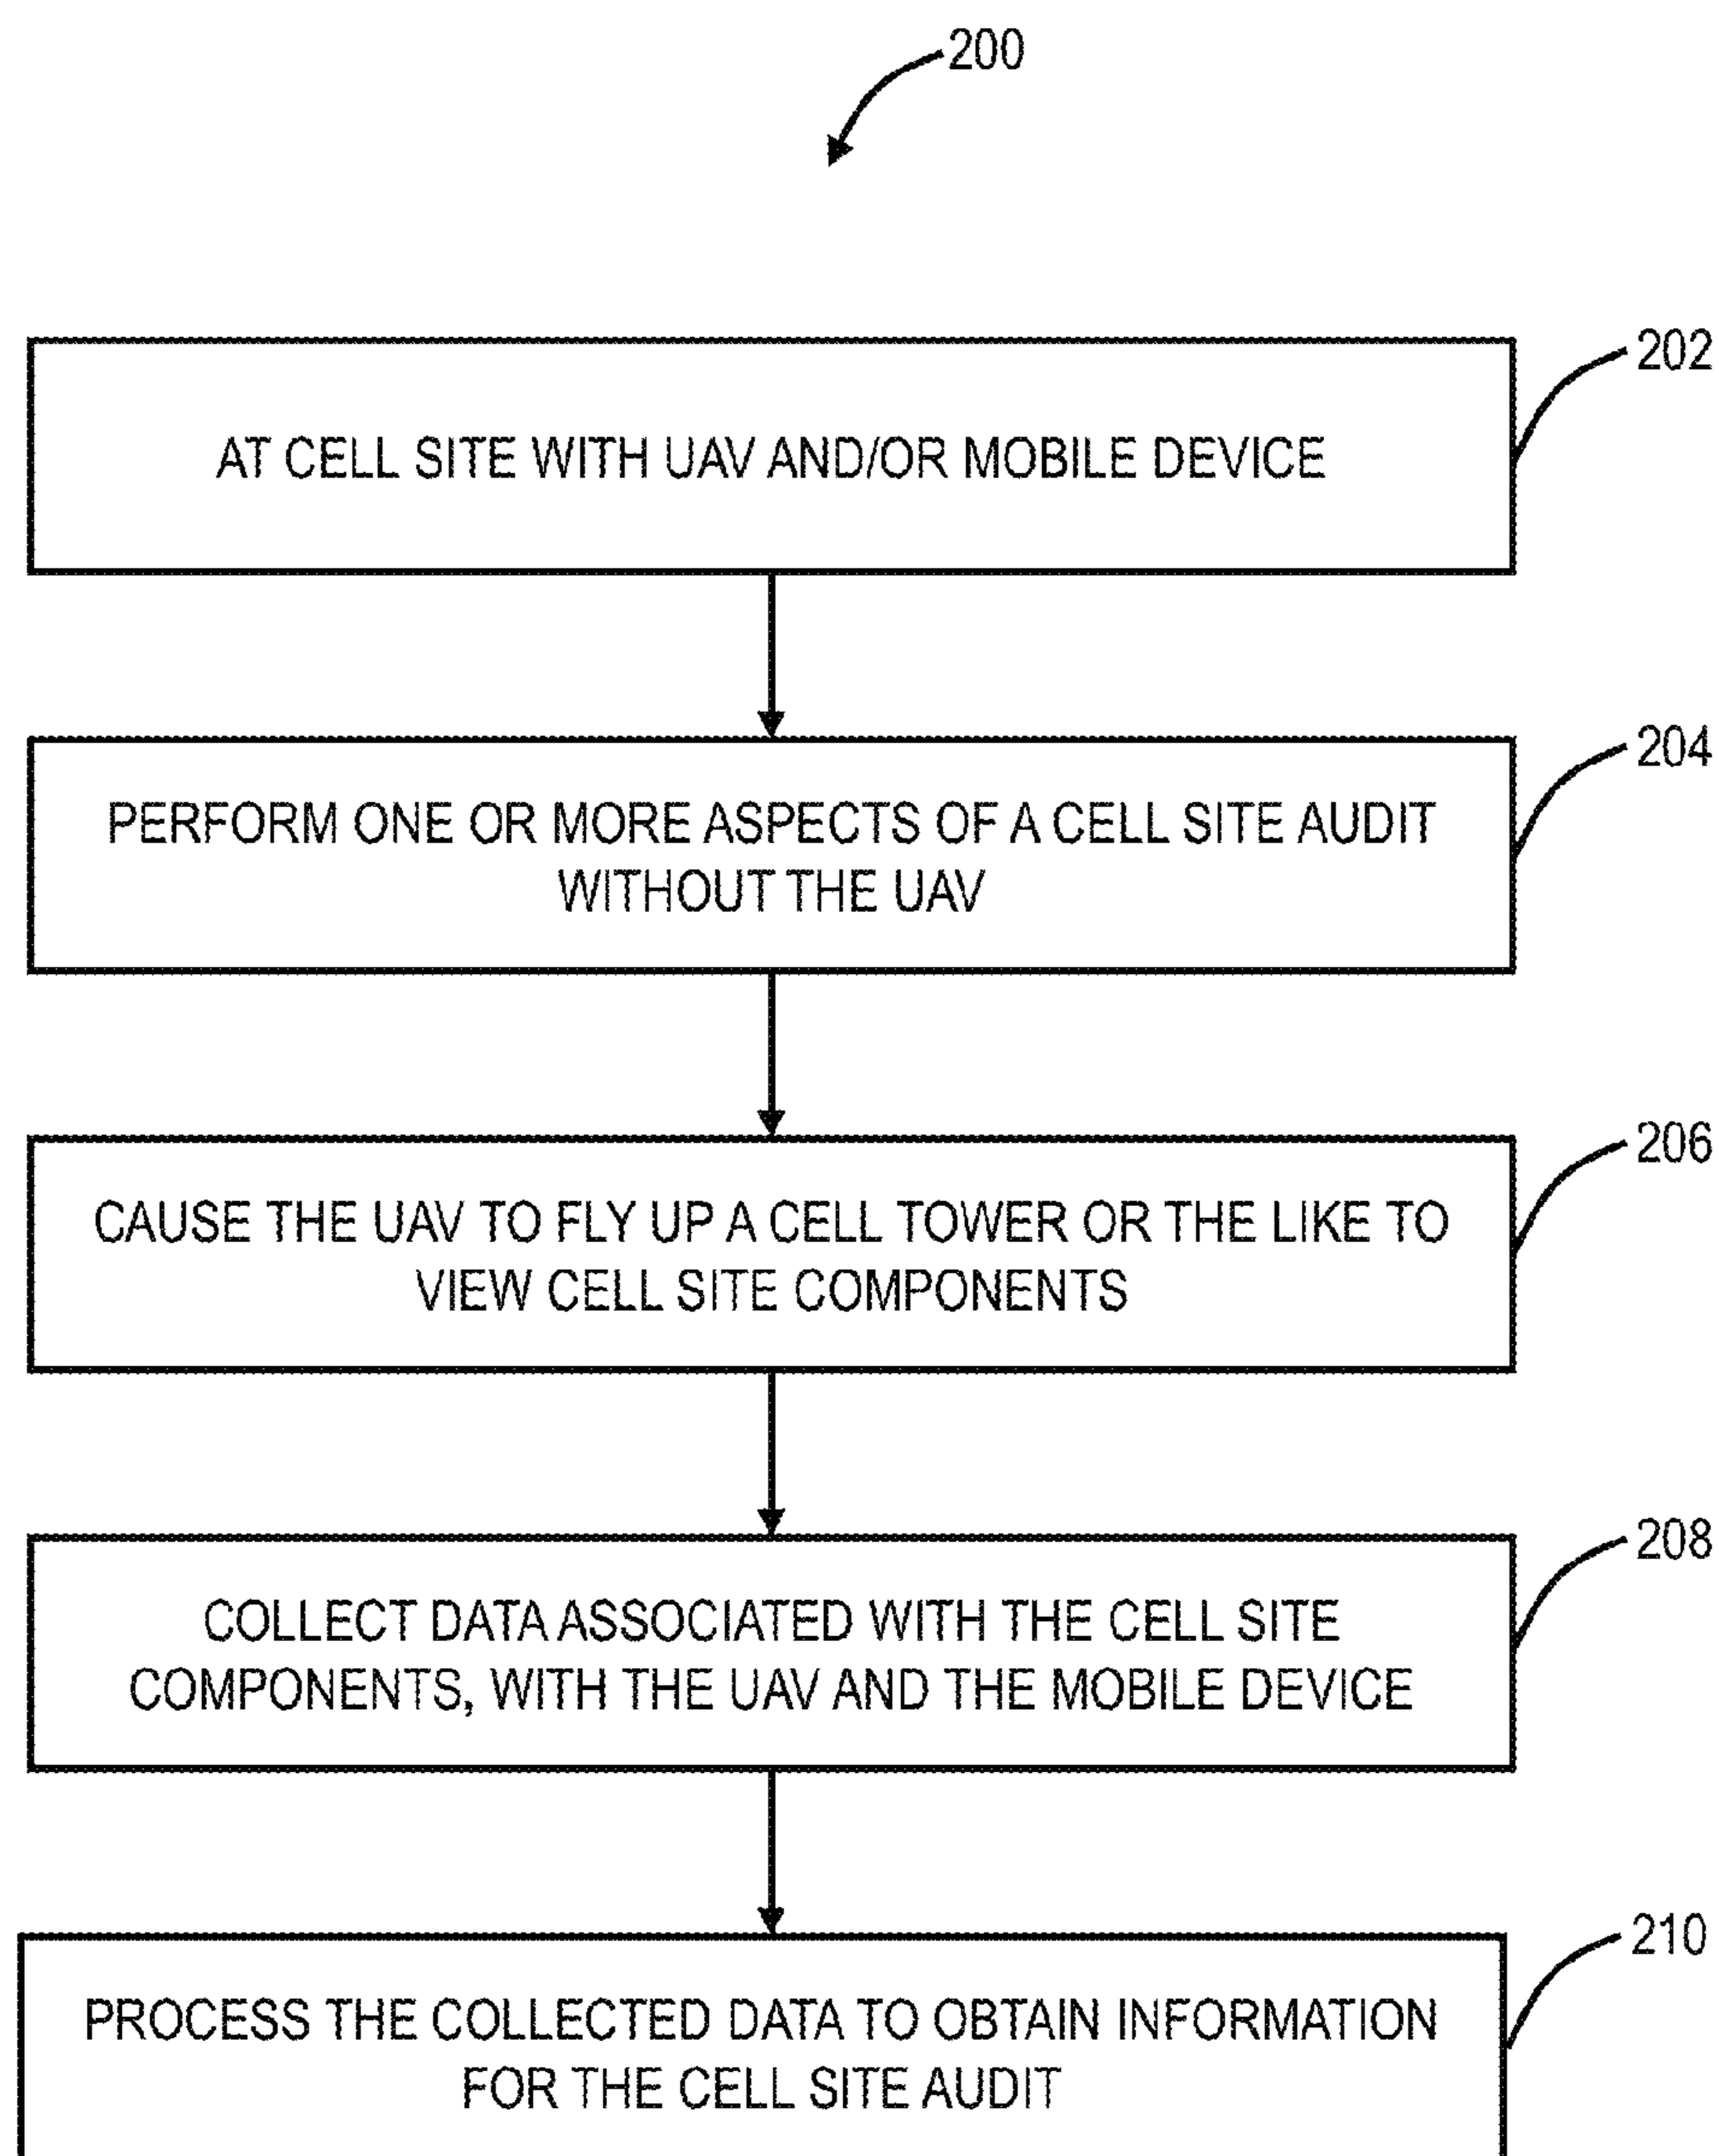 200
202
AT CELL SITE WITH UAV AND/OR MOBILE DEVICE
204
PERFORM ONE OR MORE ASPECTS OF A CELL SITE AUDIT
WITHOUT THE UAV
206
CAUSE THE UAV TO FLY UP A CELL TOWER OR THE LIKE TO
VIEW CELL SITE COMPONENTS
208
COLLECT DATA ASSOCIATED WITH THE CELL SITE
COMPONENTS, WITH THE UAV AND THE MOBILE DEVICE
210
PROCESS THE COLLECTED DATA TO OBTAIN INFORMATION
FOR THE CELL SITE AUDIT